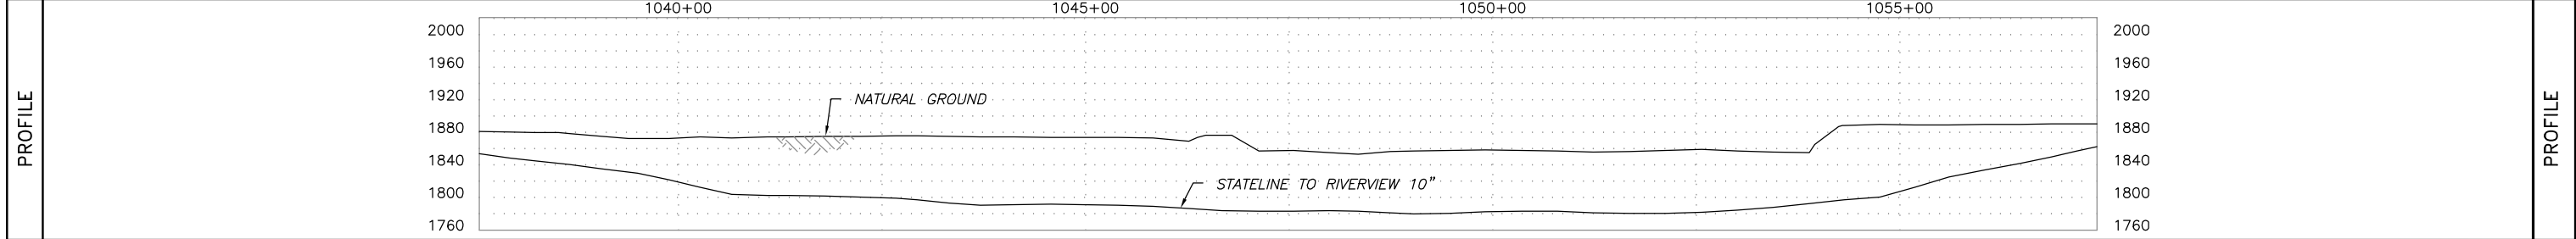 1040+00 1045+00 1050+00 1055+00
2000 2000
1960 1960
1920 1920
NATURAL GROUND
1880 1880
PROFILE PROFILE
1840 1840
STATELINE TO RIVERVIEW 10"
1800 1800
1760 1760